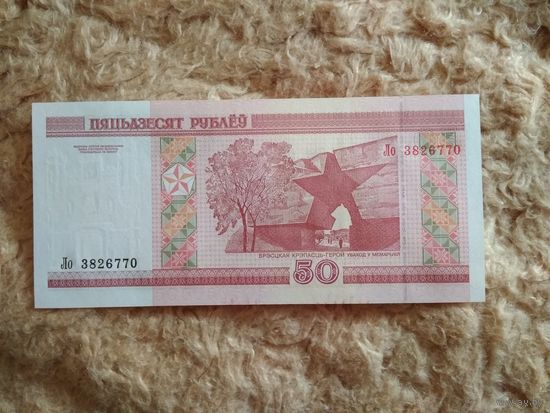 ПЯЦЬДЗЕСЯТ РУБЛЁЎ
Ло 3826770
Ло 3826770
БРЭСЦКАЯ КРЭПАСЦЬ-ГЕРОЙ УВАХОД У МЕМАРЫЯЛ
50